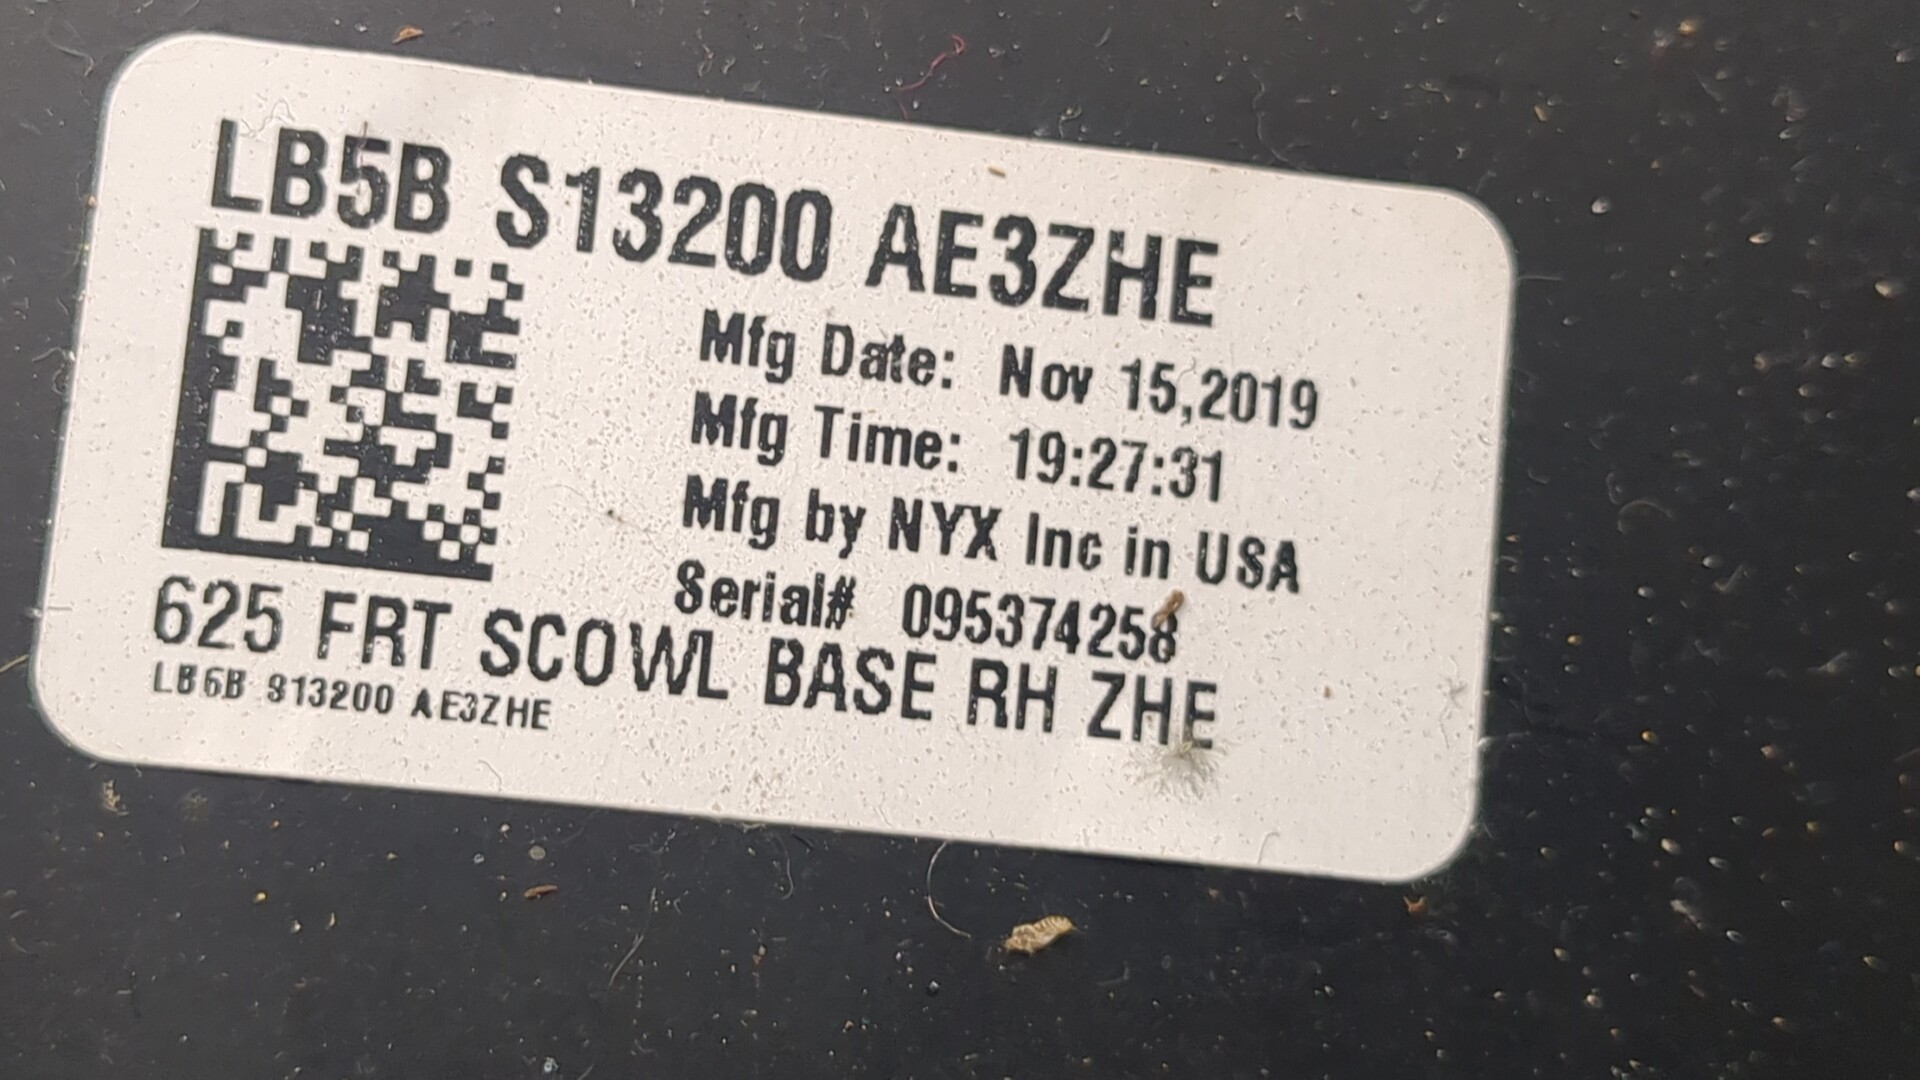 LB5B S13200 AE3ZHE
Mfg Date: Nov 15,2019
Mfg Time: 19:27:31
Mfg by NYX Inc in USA
Serial# 095374258
625 FRT SCOWL BASE RH ZHE
LB5B S13200 AE3ZHE